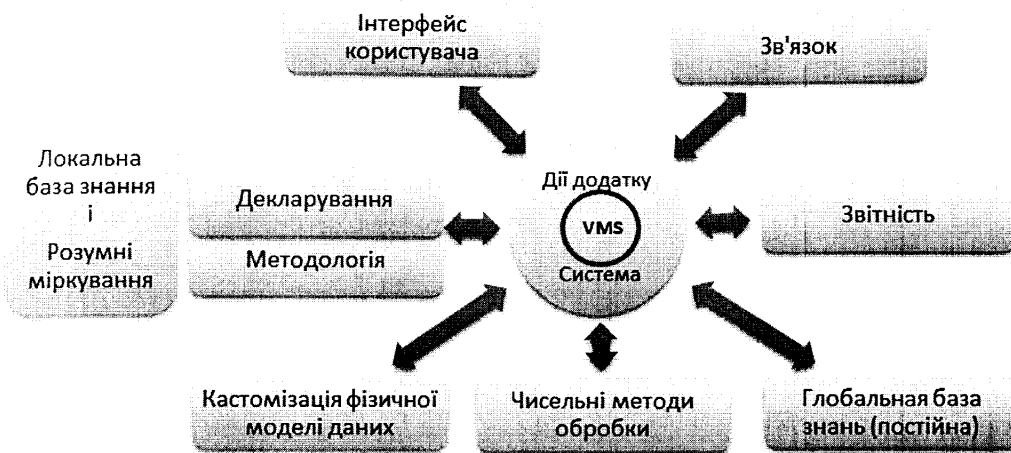 Інтерфейс
користувача
Зв'язок
Локальна
база знання
і
Розумні
міркування
Декларування
Методологія
Дії додатку
VMS
Система
Звітність
Кастомізація фізичної
моделі даних
Чисельні методи
обробки
Глобальная база
знань (постійна)